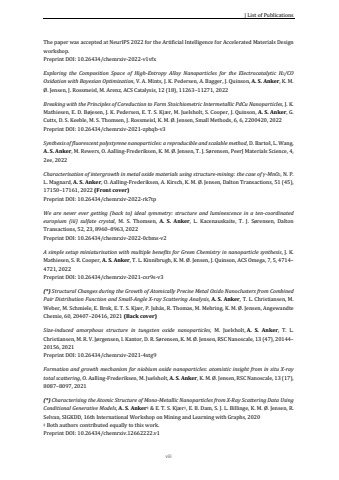 | List of Publications
The paper was accepted at NeurIPS 2022 for the Artificial Intelligence for Accelerated Materials Design
workshop.
Preprint DOI: 10.26434/chemrxiv-2022-v1vfx
Exploring the Composition Space of High-Entropy Alloy Nanoparticles for the Electrocatalytic H₂/CO
Oxidation with Bayesian Optimization, V. A. Mints, J. K. Pedersen, A. Bagger, J. Quinson, A. S. Anker, K. M.
Ø. Jensen, J. Rossmeisl, M. Arenz, ACS Catalysis, 12 (18), 11263–11271, 2022
Breaking with the Principles of Coreduction to Form Stoichiometric Intermetallic PdCu Nanoparticles, J. K.
Mathiesen, E. D. Bøjesen, J. K. Pedersen, E. T. S. Kjær, M. Juelsholt, S. Cooper, J. Quinson, A. S. Anker, G.
Cutts, D. S. Keeble, M. S. Thomsen, J. Rossmeisl, K. M. Ø. Jensen, Small Methods, 6, 6, 2200420, 2022
Preprint DOI: 10.26434/chemrxiv-2021-zpbqh-v3
Synthesis of fluorescent polystyrene nanoparticles: a reproducible and scalable method, D. Bartol, L. Wang,
A. S. Anker, M. Rewers, O. Aalling-Frederiksen, K. M. Ø. Jensen, T. J. Sørensen, PeerJ Materials Science, 4,
2ee, 2022
Characterisation of intergrowth in metal oxide materials using structure-mining: the case of γ-MnO₂, N. P.
L. Magnard, A. S. Anker, O. Aalling-Frederiksen, A. Kirsch, K. M. Ø. Jensen, Dalton Transactions, 51 (45),
17150–17161, 2022 (Front cover)
Preprint DOI: 10.26434/chemrxiv-2022-rk7tp
We are never ever getting (back to) ideal symmetry: structure and luminescence in a ten-coordinated
europium (iii) sulfate crystal, M. S. Thomsen, A. S. Anker, L. Kacenauskaite, T. J. Sørensen, Dalton
Transactions, 52, 23, 8960–8963, 2022
Preprint DOI: 10.26434/chemrxiv-2022-0cbms-v2
A simple setup miniaturisation with multiple benefits for Green Chemistry in nanoparticle synthesis, J. K.
Mathiesen, S. R. Cooper, A. S. Anker, T. L. Kinnibrugh, K. M. Ø. Jensen, J. Quinson, ACS Omega, 7, 5, 4714–
4721, 2022
Preprint DOI: 10.26434/chemrxiv-2021-zsr9t-v3
(*) Structural Changes during the Growth of Atomically Precise Metal Oxido Nanoclusters from Combined
Pair Distribution Function and Small-Angle X-ray Scattering Analysis, A. S. Anker, T. L. Christiansen, M.
Weber, M. Schmiele, E. Brok, E. T. S. Kjær, P. Juhás, R. Thomas, M. Mehring, K. M. Ø. Jensen, Angewandte
Chemie, 60, 20407–20416, 2021 (Back cover)
Size-induced amorphous structure in tungsten oxide nanoparticles, M. Juelsholt, A. S. Anker, T. L.
Christiansen, M. R. V. Jørgensen, I. Kantor, D. R. Sørensen, K. M. Ø. Jensen, RSC Nanoscale, 13 (47), 20144–
20156, 2021
Preprint DOI: 10.26434/chemrxiv-2021-4szg9
Formation and growth mechanism for niobium oxide nanoparticles: atomistic insight from in situ X-ray
total scattering, O. Aalling-Frederiksen, M. Juelsholt, A. S. Anker, K. M. Ø. Jensen, RSC Nanoscale, 13 (17),
8087–8097, 2021
(*) Characterising the Atomic Structure of Mono-Metallic Nanoparticles from X-Ray Scattering Data Using
Conditional Generative Models, A. S. Anker¤ & E. T. S. Kjær¤, E. B. Dam, S. J. L. Billinge, K. M. Ø. Jensen, R.
Selvan, SIGKDD, 16th International Workshop on Mining and Learning with Graphs, 2020
¤ Both authors contributed equally to this work.
Preprint DOI: 10.26434/chemrxiv.12662222.v1
viii